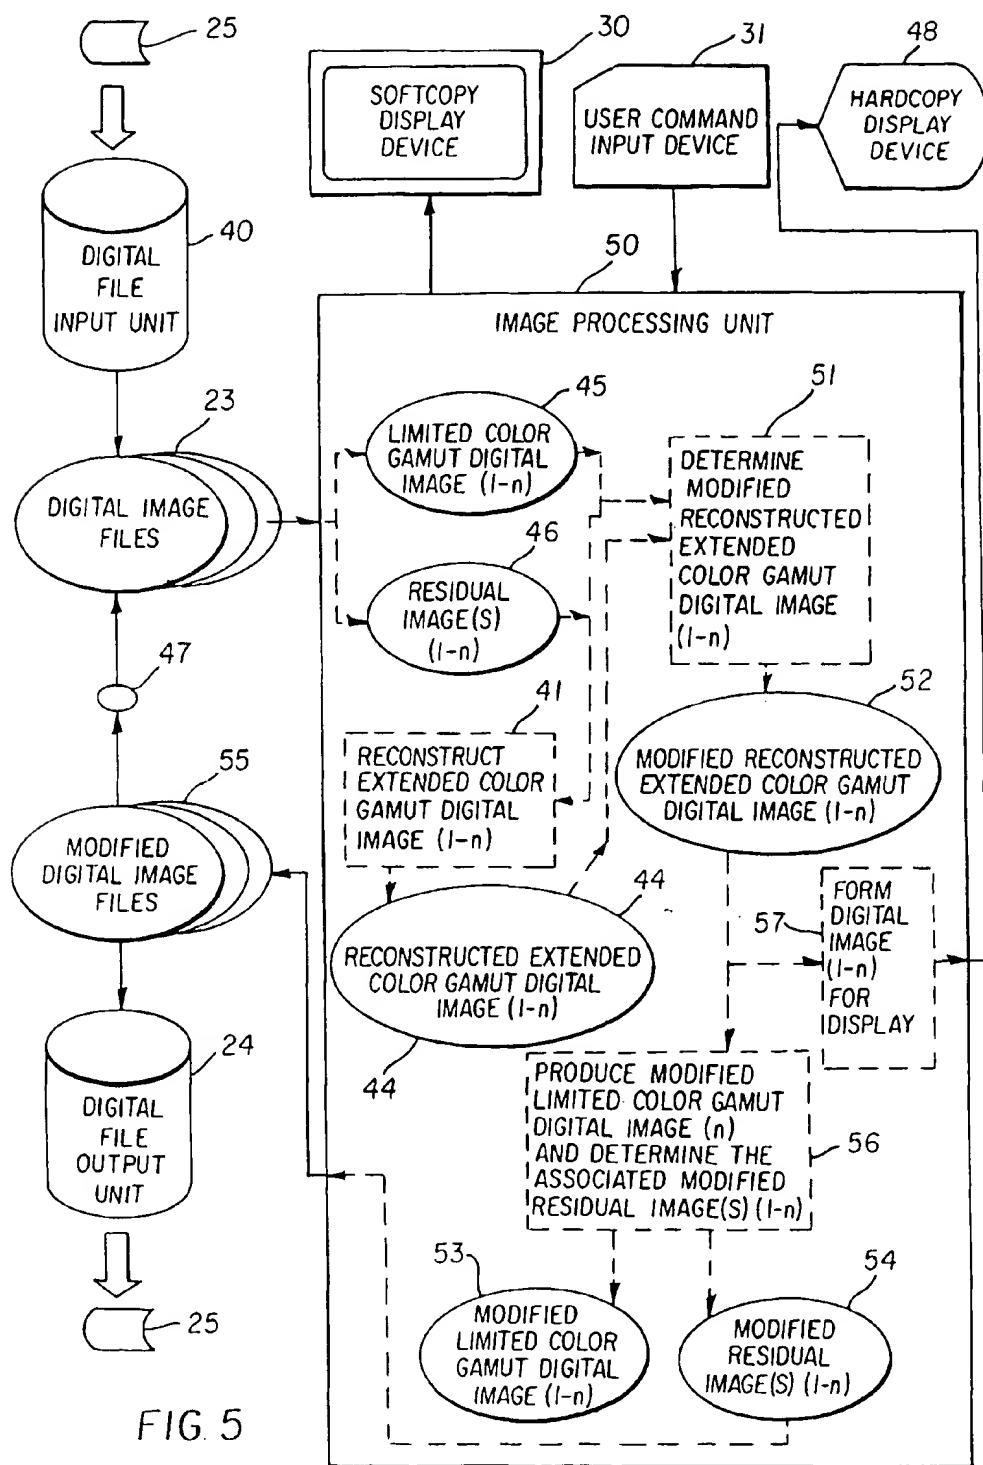 25
30
31
48
SOFTCOPY
DISPLAY
DEVICE
USER COMMAND
INPUT DEVICE
HARDCOPY
DISPLAY
DEVICE
40
DIGITAL
FILE
INPUT UNIT
50
IMAGE PROCESSING UNIT
23
DIGITAL IMAGE
FILES
45
LIMITED COLOR
GAMUT DIGITAL
IMAGE (1-n)
51
DETERMINE
MODIFIED
RECONSTRUCTED
EXTENDED
COLOR GAMUT
DIGITAL IMAGE
(1-n)
46
RESIDUAL
IMAGE(S)
(1-n)
47
41
RECONSTRUCT
EXTENDED COLOR
GAMUT DIGITAL
IMAGE (1-n)
52
MODIFIED RECONSTRUCTED
EXTENDED COLOR GAMUT
DIGITAL IMAGE (1-n)
55
MODIFIED
DIGITAL IMAGE
FILES
44
RECONSTRUCTED EXTENDED
COLOR GAMUT DIGITAL
IMAGE (1-n)
44
57
FORM
DIGITAL
IMAGE
(1-n)
FOR
DISPLAY
24
DIGITAL
FILE
OUTPUT
UNIT
PRODUCE MODIFIED
LIMITED COLOR GAMUT
DIGITAL IMAGE (n)
AND DETERMINE THE
ASSOCIATED MODIFIED
RESIDUAL IMAGE(S) (1-n)
56
53
MODIFIED
LIMITED COLOR
GAMUT DIGITAL
IMAGE (1-n)
54
MODIFIED
RESIDUAL
IMAGE(S) (1-n)
25
FIG. 5